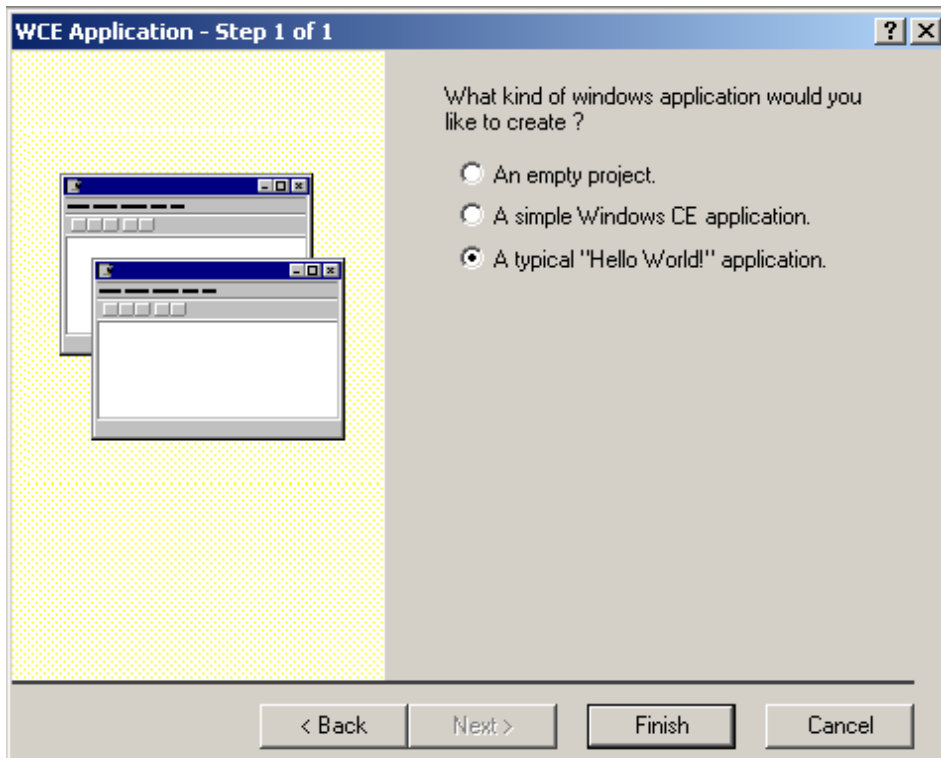 WCE Application - Step 1 of 1
What kind of windows application would you
like to create ?
An empty project.
A simple Windows CE application.
A typical "Hello World!" application.
< Back Next > Finish Cancel